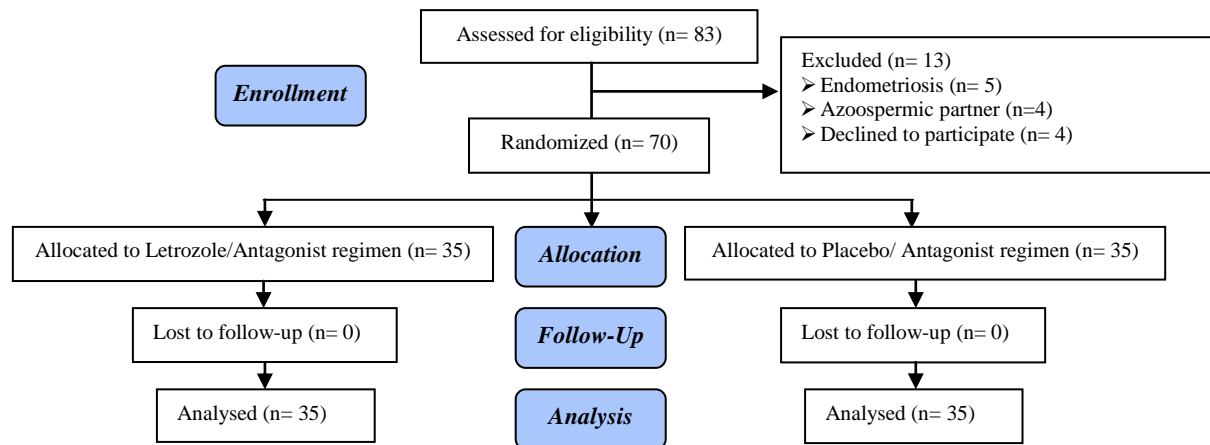 Assessed for eligibility (n= 83)
Excluded (n= 13)
➢ Endometriosis (n= 5)
➢ Azoospermic partner (n=4)
➢ Declined to participate (n= 4)
Enrollment
Randomized (n= 70)
Allocated to Letrozole/Antagonist regimen (n= 35)
Allocation
Allocated to Placebo/ Antagonist regimen (n= 35)
Lost to follow-up (n= 0)
Follow-Up
Lost to follow-up (n= 0)
Analysed (n= 35)
Analysis
Analysed (n= 35)